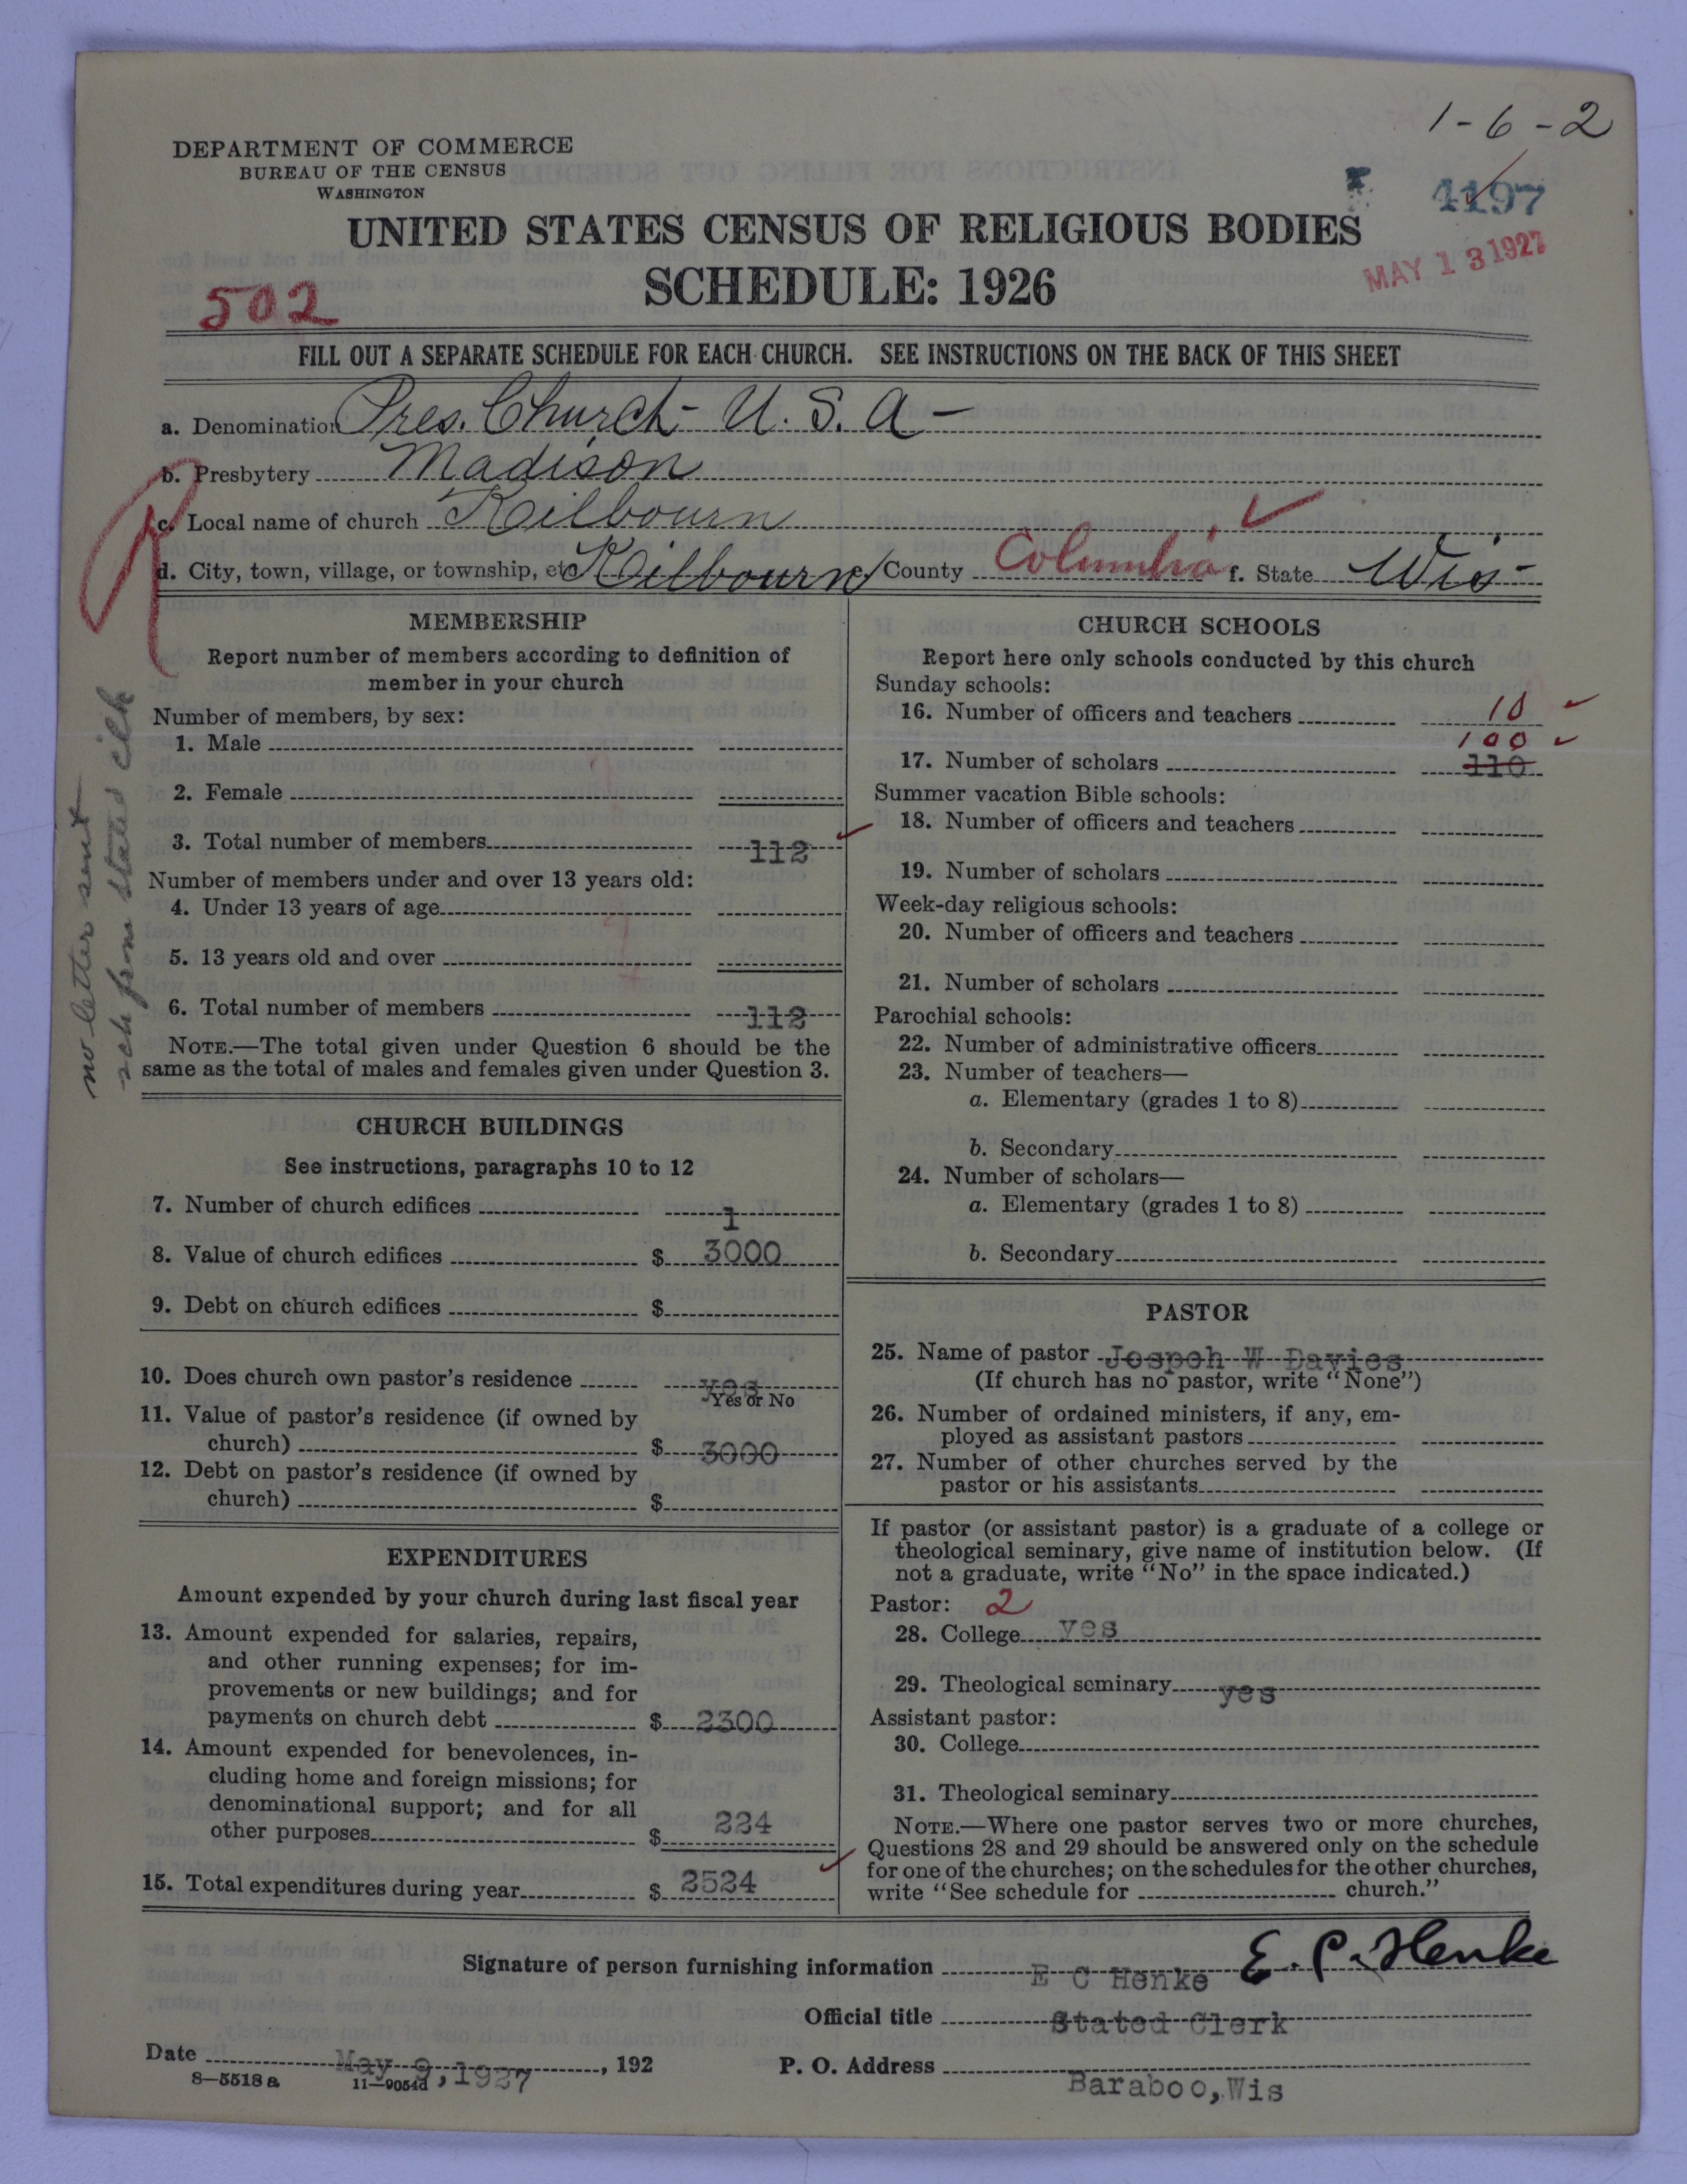 1-6-2
DEPARTMENT OF COMMERCE
BUREAU OF THE CENSUS
WASHINGTON
4197
UNITED STATES CENSUS OF RELIGIOUS BODIES
SCHEDULE: 1926
MAY 13 1927
502
FILL OUT A SEPARATE SCHEDULE FOR EACH CHURCH. SEE INSTRUCTIONS ON THE BACK OF THIS SHEET
a. Denomination Pres. Church - U. S. A -
b. Presbytery Madison
c. Local name of church Kilbourn
d. City, town, village, or township, etc Kilbourn e. County Columbia f. State Wis-
no letter sent
sch from stated clk
MEMBERSHIP
Report number of members according to definition of
member in your church
Number of members, by sex:
1. Male
2. Female
3. Total number of members 112
Number of members under and over 13 years old:
4. Under 13 years of age
5. 13 years old and over
6. Total number of members 112
NOTE.—The total given under Question 6 should be the
same as the total of males and females given under Question 3.
CHURCH BUILDINGS
See instructions, paragraphs 10 to 12
7. Number of church edifices 1
8. Value of church edifices $ 3000
9. Debt on church edifices $
10. Does church own pastor's residence yes
Yes or No
11. Value of pastor's residence (if owned by
church) $ 3000
12. Debt on pastor's residence (if owned by
church) $
EXPENDITURES
Amount expended by your church during last fiscal year
13. Amount expended for salaries, repairs,
and other running expenses; for im-
provements or new buildings; and for
payments on church debt $ 2300
14. Amount expended for benevolences, in-
cluding home and foreign missions; for
denominational support; and for all
other purposes $ 224
15. Total expenditures during year $ 2524
CHURCH SCHOOLS
Report here only schools conducted by this church
Sunday schools:
16. Number of officers and teachers 10
100
17. Number of scholars 110
Summer vacation Bible schools:
18. Number of officers and teachers
19. Number of scholars
Week-day religious schools:
20. Number of officers and teachers
21. Number of scholars
Parochial schools:
22. Number of administrative officers
23. Number of teachers—
a. Elementary (grades 1 to 8)
b. Secondary
24. Number of scholars—
a. Elementary (grades 1 to 8)
b. Secondary
PASTOR
25. Name of pastor Jospeh W Davies
(If church has no pastor, write "None")
26. Number of ordained ministers, if any, em-
ployed as assistant pastors
27. Number of other churches served by the
pastor or his assistants
If pastor (or assistant pastor) is a graduate of a college or
theological seminary, give name of institution below. (If
not a graduate, write "No" in the space indicated.)
Pastor: 2
28. College yes
29. Theological seminary yes
Assistant pastor:
30. College
31. Theological seminary
NOTE.—Where one pastor serves two or more churches,
Questions 28 and 29 should be answered only on the schedule
for one of the churches; on the schedules for the other churches,
write "See schedule for church."
Signature of person furnishing information E C Henke E. C. Henke
Official title Stated Clerk
Date May 9, 1927, 192
P. O. Address Baraboo, Wis
8—5518a 11—9054d